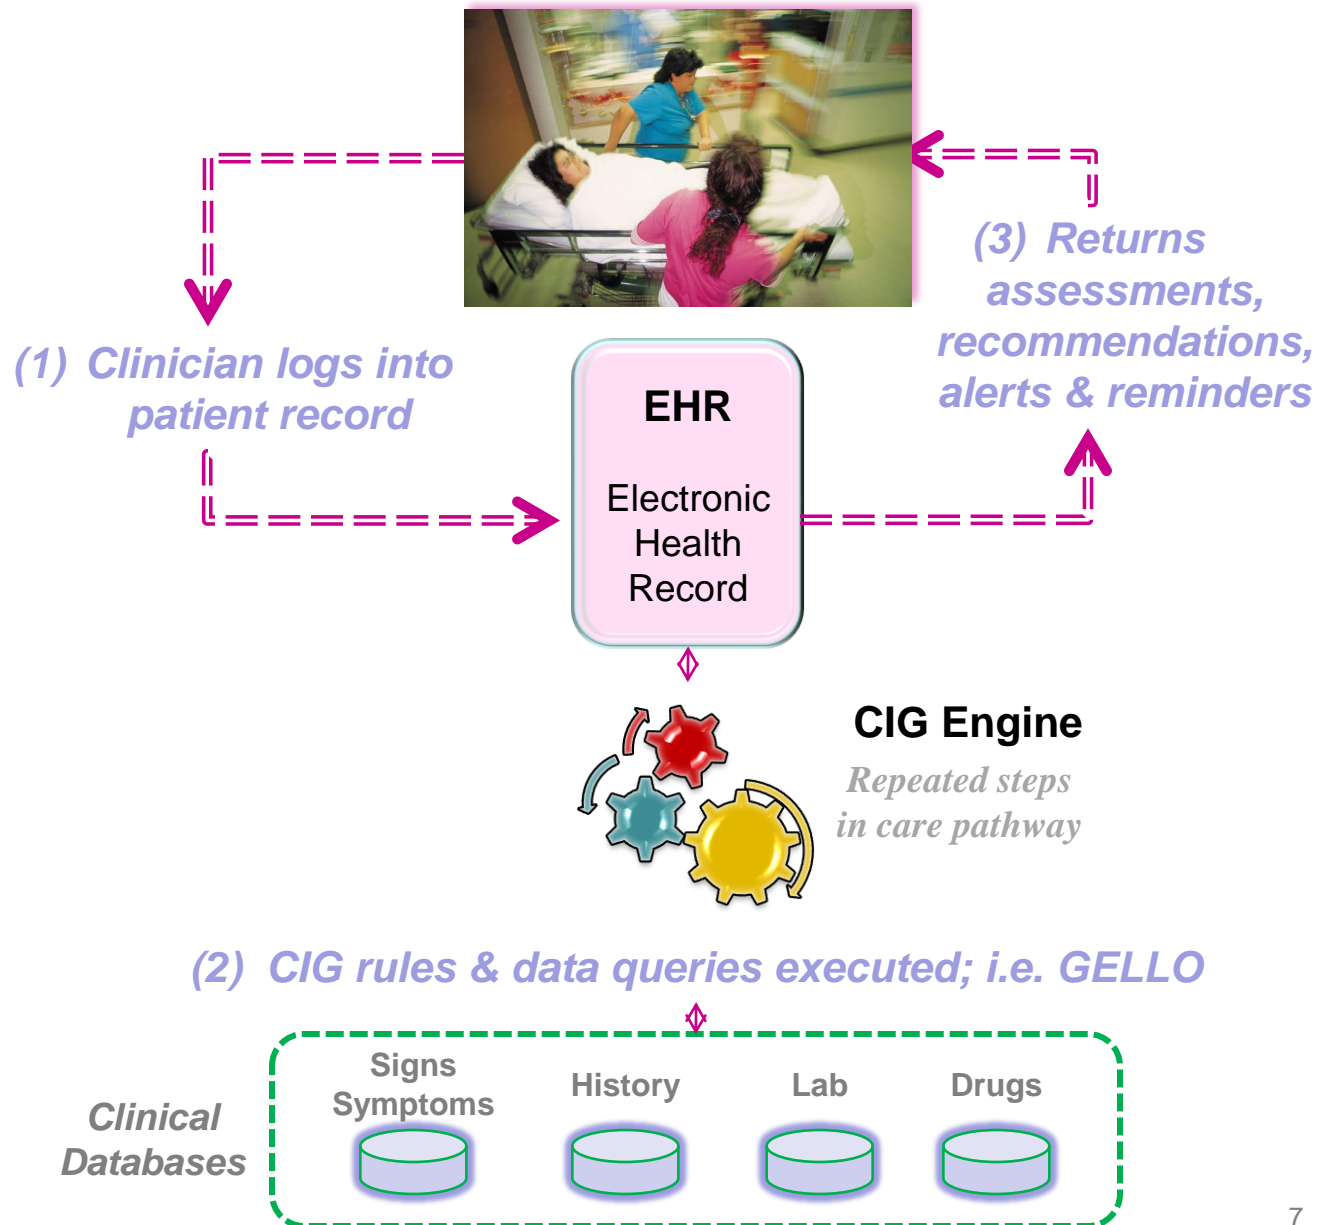 (1) Clinician logs into
patient record
EHR
Electronic
Health
Record
(3) Returns
assessments,
recommendations,
alerts & reminders
CIG Engine
Repeated steps
in care pathway
(2) CIG rules & data queries executed; i.e. GELLO
Clinical
Databases
Signs
Symptoms
History
Lab
Drugs
7